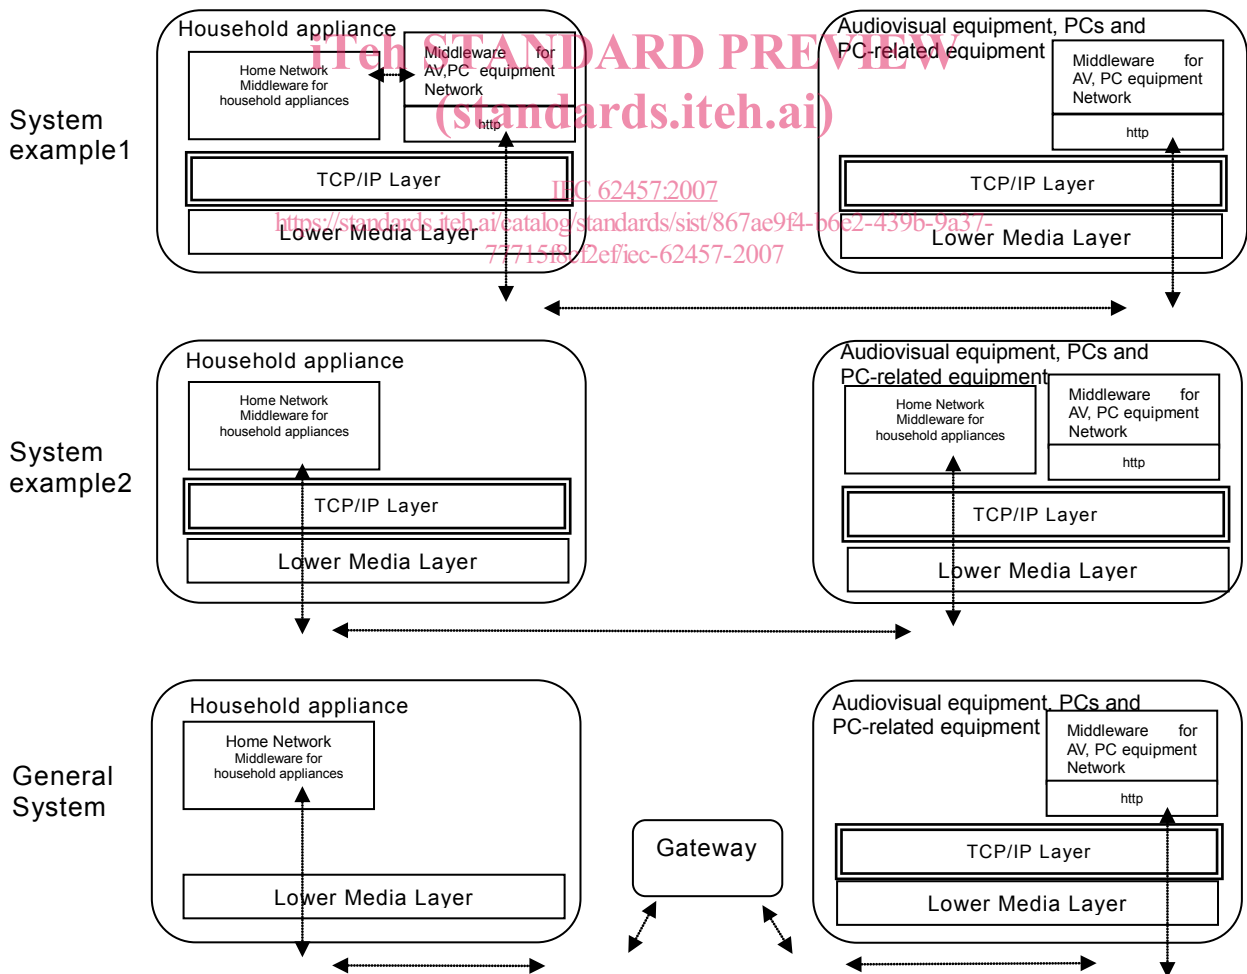 Household appliance
Home Network
Middleware for
household appliances
Middleware for
AV,PC equipment
Network
http
TCP/IP Layer
Lower Media Layer
System
example1
Audiovisual equipment, PCs and
PC-related equipment
Middleware for
AV, PC equipment
Network
http
TCP/IP Layer
Lower Media Layer
iTeh STANDARD PREVIEW
(standards.iteh.ai)
IEC 62457:2007
https://standards.iteh.ai/catalog/standards/sist/867ae9f4-b6e2-439b-9a37-
77715f8ef2ef/iec-62457-2007
System
example2
Household appliance
Home Network
Middleware for
household appliances
TCP/IP Layer
Lower Media Layer
Audiovisual equipment, PCs and
PC-related equipment
Home Network
Middleware for
household appliances
Middleware for
AV, PC equipment
Network
http
TCP/IP Layer
Lower Media Layer
General
System
Household appliance
Home Network
Middleware for
household appliances
Lower Media Layer
Gateway
Audiovisual equipment, PCs and
PC-related equipment
Middleware for
AV, PC equipment
Network
http
TCP/IP Layer
Lower Media Layer